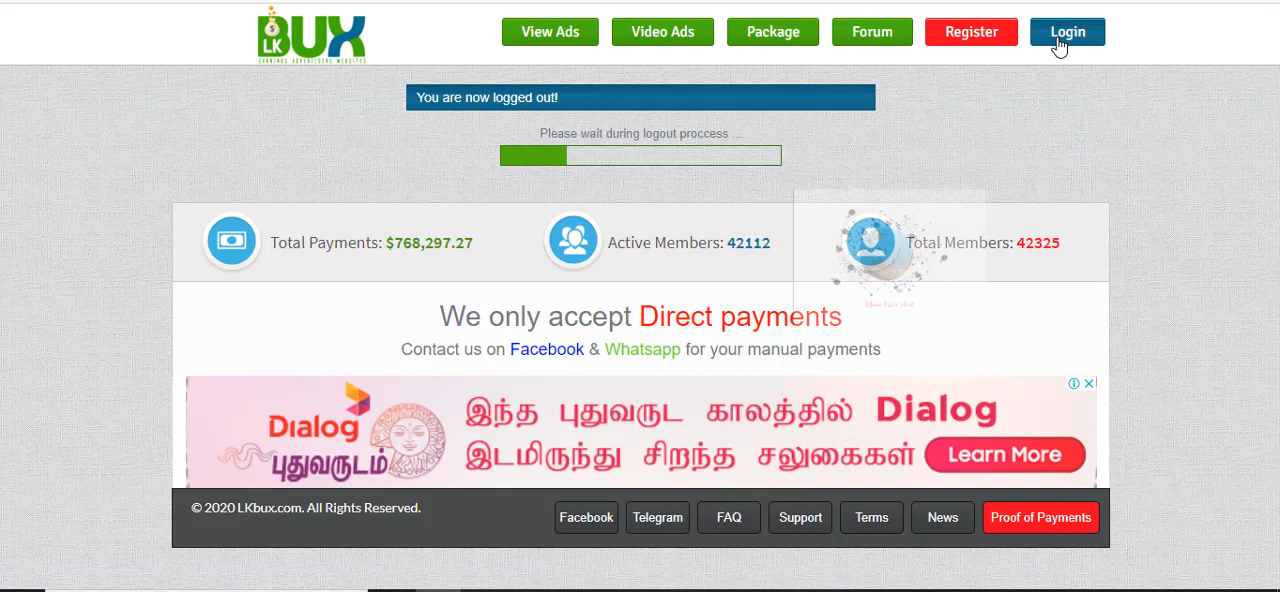 LK BUX
EARNINGS ADVERTISERS WEBSITES
View Ads
Video Ads
Package
Forum
Register
Login
You are now logged out!
Please wait during logout proccess ...
Total Payments: $768,297.27
Active Members: 42112
Total Members: 42325
We only accept Direct payments
Contact us on Facebook & Whatsapp for your manual payments
Dialog
புதுவருடம்
இந்த புதுவருட காலத்தில் Dialog
இடமிருந்து சிறந்த சலுகைகள்
Learn More
© 2020 LKbux.com. All Rights Reserved.
Facebook
Telegram
FAQ
Support
Terms
News
Proof of Payments